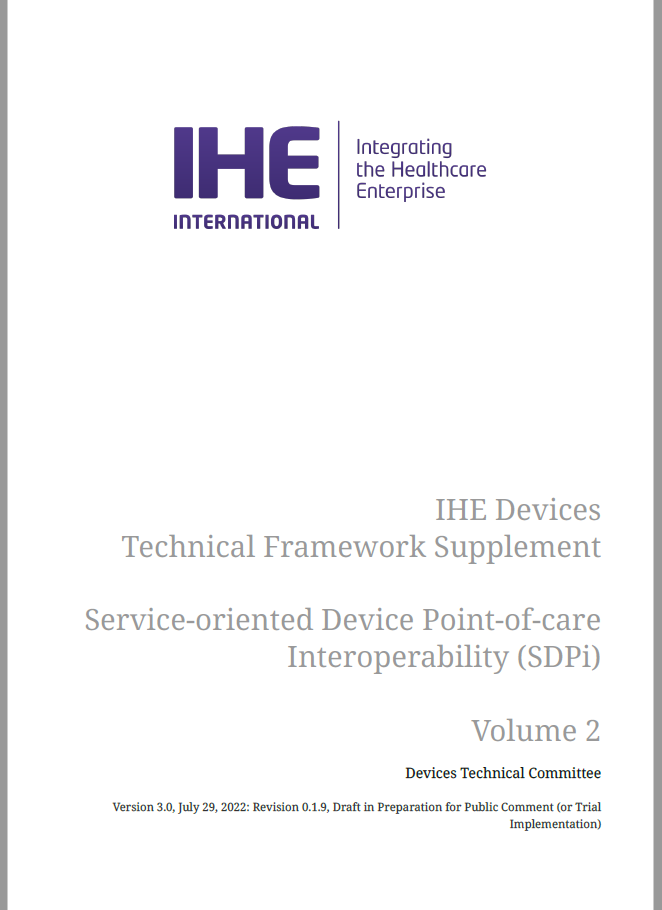 IHE
INTERNATIONAL
Integrating
the Healthcare
Enterprise
IHE Devices
Technical Framework Supplement
Service-oriented Device Point-of-care
Interoperability (SDPi)
Volume 2
Devices Technical Committee
Version 3.0, July 29, 2022: Revision 0.1.9, Draft in Preparation for Public Comment (or Trial
Implementation)